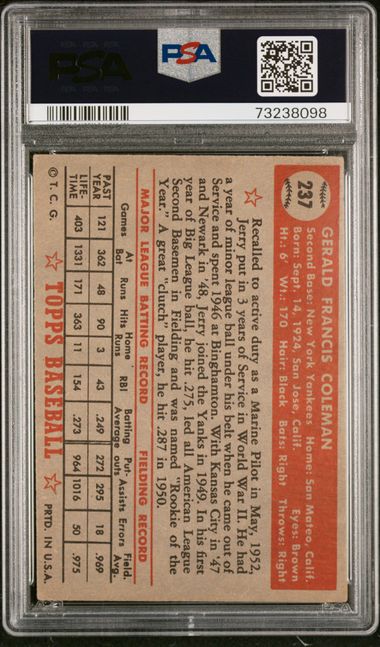 PSA
PSA
73238098
237
GERALD FRANCIS COLEMAN
Second Base: New York Yankees Home: San Mateo, Calif.
Born: Sept. 14, 1924, San Jose, Calif. Eyes: Brown
Ht.: 6' Wt.: 170 Hair: Black Bats: Right Throws: Right
Recalled to active duty as a Marine Pilot in May, 1952,
Jerry put in 3 years of Service in World War II. He had
a year of minor league ball under his belt when he came out of
Service and spent 1946 at Binghamton. With Kansas City in '47
and Newark in '48, Jerry joined the Yanks in 1949. In his first
year of Big League ball, he hit .275, led all American League
Second Basemen in Fielding and was named "Rookie of the
Year." A great "clutch" player, he hit .287 in 1950.
MAJOR LEAGUE BATTING RECORD FIELDING RECORD
Games At Bat Runs Hits Home Runs RBI Batting Average Put-outs Assists Errors Field. Avg.
PAST YEAR 121 362 48 90 3 43 .249 272 295 18 .969
LIFE-TIME 403 1331 171 363 11 154 .273 964 1016 50 .975
© T. C. G. TOPPS BASEBALL PRTD. IN U.S.A.